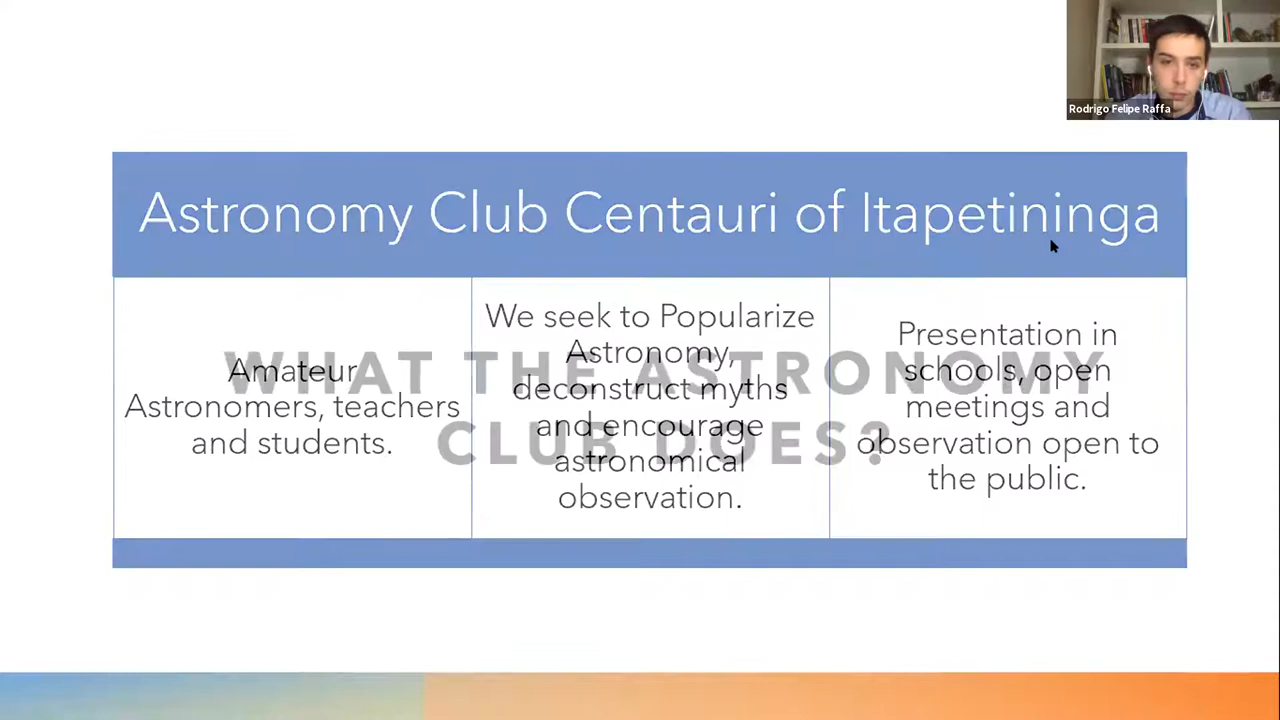 Rodrigo Felipe Raffa
Astronomy Club Centauri of Itapetininga
Amateur
Astronomers, teachers
and students.
We seek to Popularize
Astronomy,
deconstruct myths
and encourage
astronomical
observation.
Presentation in
schools, open
meetings and
observation open to
the public.
WHAT THE ASTRONOMY
CLUB DOES?